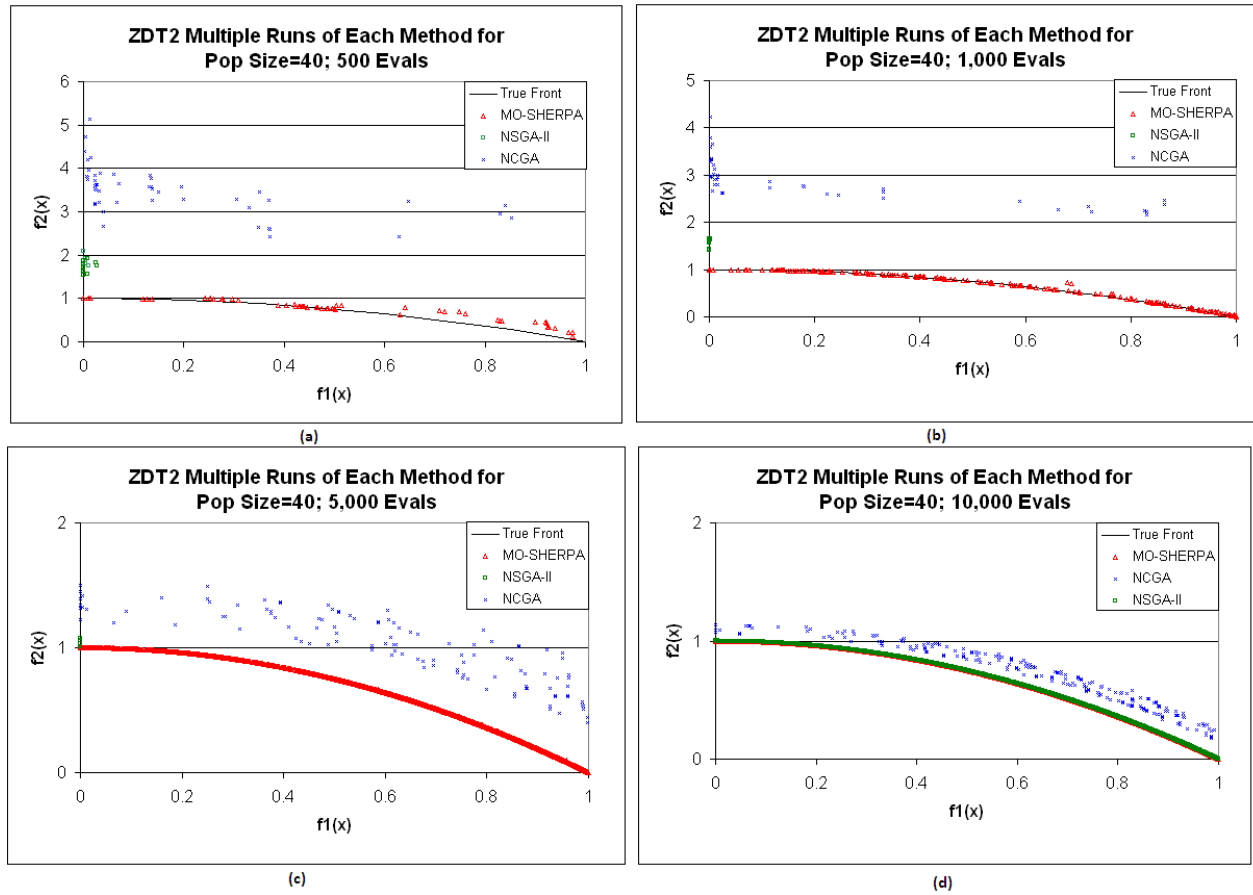 ZDT2 Multiple Runs of Each Method for
Pop Size=40; 500 Evals
6
5
4
3
2
1
0
f2(x)
True Front
MO-SHERPA
NSGA-II
NCGA
0
0.2
0.4
0.6
0.8
1
f1(x)
(a)
ZDT2 Multiple Runs of Each Method for
Pop Size=40; 1,000 Evals
5
4
3
2
1
0
f2(x)
True Front
MO-SHERPA
NSGA-II
NCGA
0
0.2
0.4
0.6
0.8
1
f1(x)
(b)
ZDT2 Multiple Runs of Each Method for
Pop Size=40; 5,000 Evals
2
1
0
f2(x)
True Front
MO-SHERPA
NSGA-II
NCGA
0
0.2
0.4
0.6
0.8
1
f1(x)
(c)
ZDT2 Multiple Runs of Each Method for
Pop Size=40; 10,000 Evals
2
1
0
f2(x)
True Front
MO-SHERPA
NCGA
NSGA-II
0
0.2
0.4
0.6
0.8
1
f1(x)
(d)